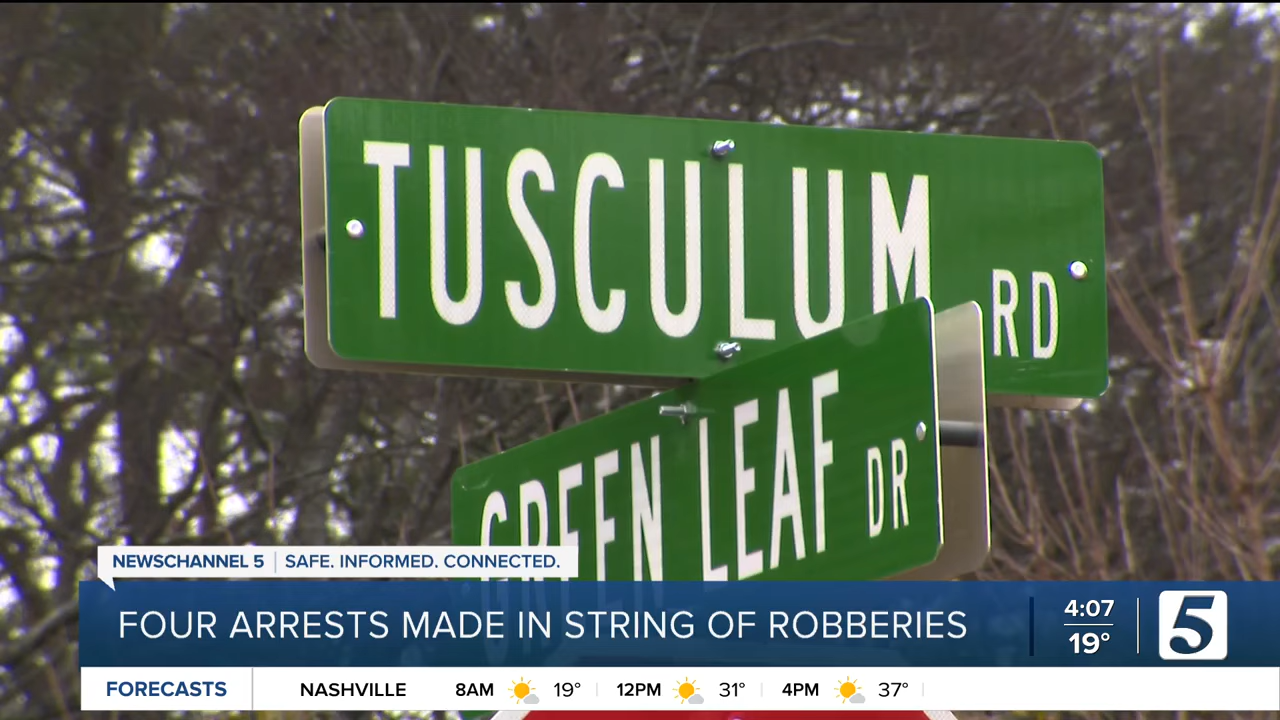 TUSCULUM RD
GREEN LEAF DR
NEWSCHANNEL 5 | SAFE. INFORMED. CONNECTED.
FOUR ARRESTS MADE IN STRING OF ROBBERIES
4:07
19°
5
FORECASTS NASHVILLE 8AM 19° 12PM 31° 4PM 37°